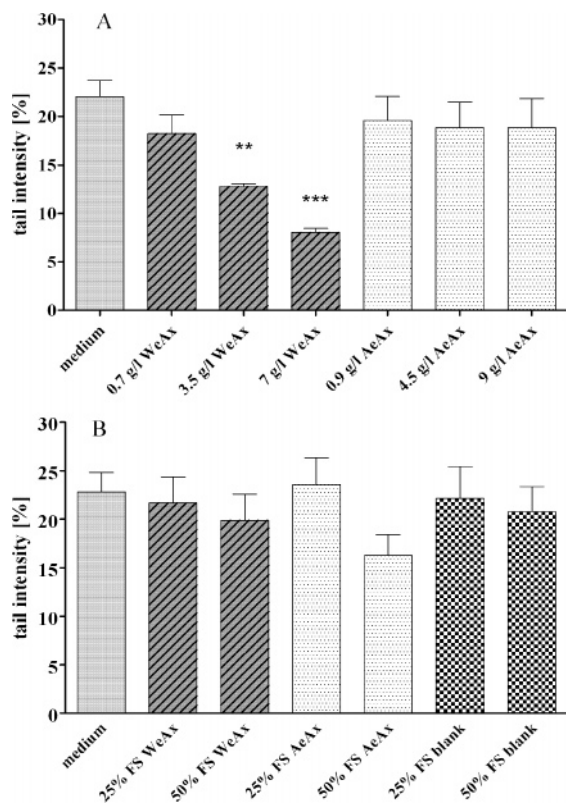 A
tail intensity [%]
30
25
20
15
10
5
0
**
***
medium
0.7 g/l WeAx
3.5 g/l WeAx
7 g/l WeAx
0.9 g/l AeAx
4.5 g/l AeAx
9 g/l AeAx
B
tail intensity [%]
30
25
20
15
10
5
0
medium
25% FS WeAx
50% FS WeAx
25% FS AeAx
50% FS AeAx
25% FS blank
50% FS blank